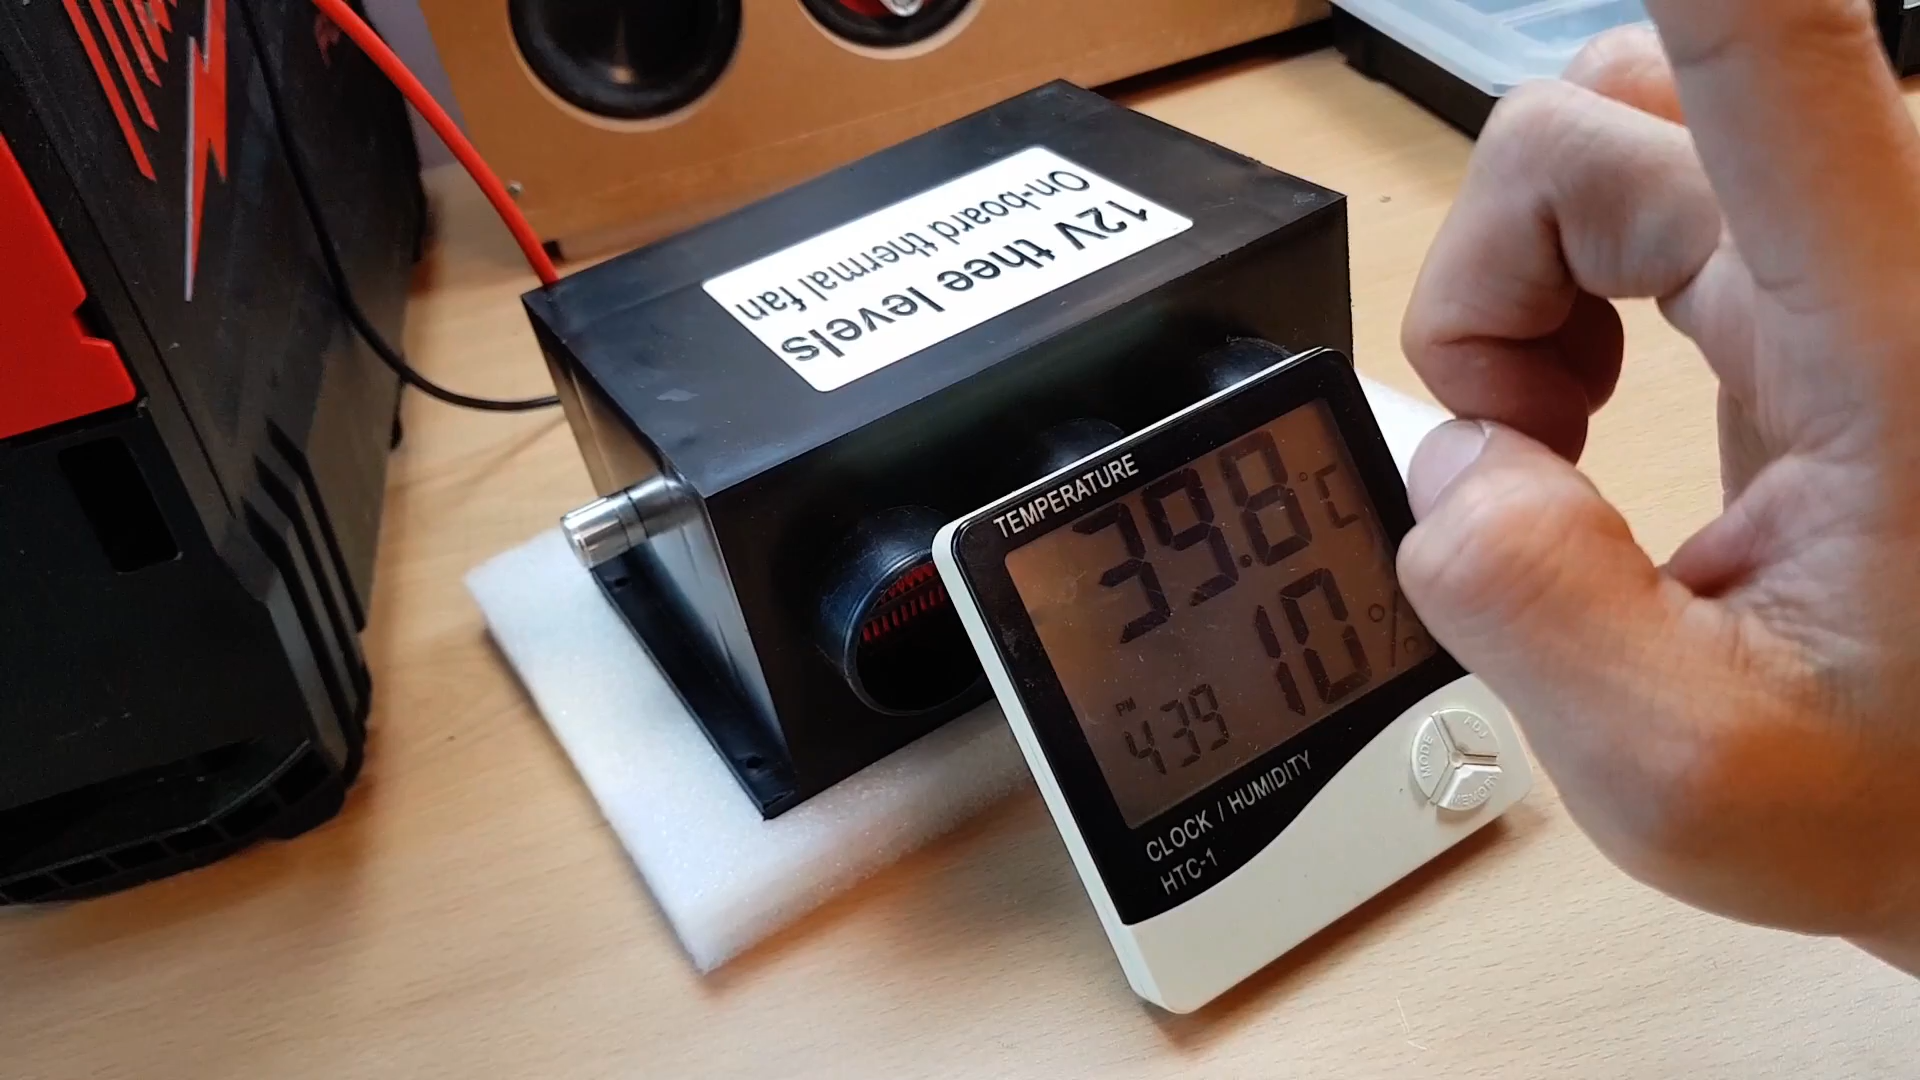 12V thee levels
On-board thermal fan
TEMPERATURE
39.8°C
10%
PM
4:39
CLOCK / HUMIDITY
HTC-1
MODE
ADJ
MEMORY